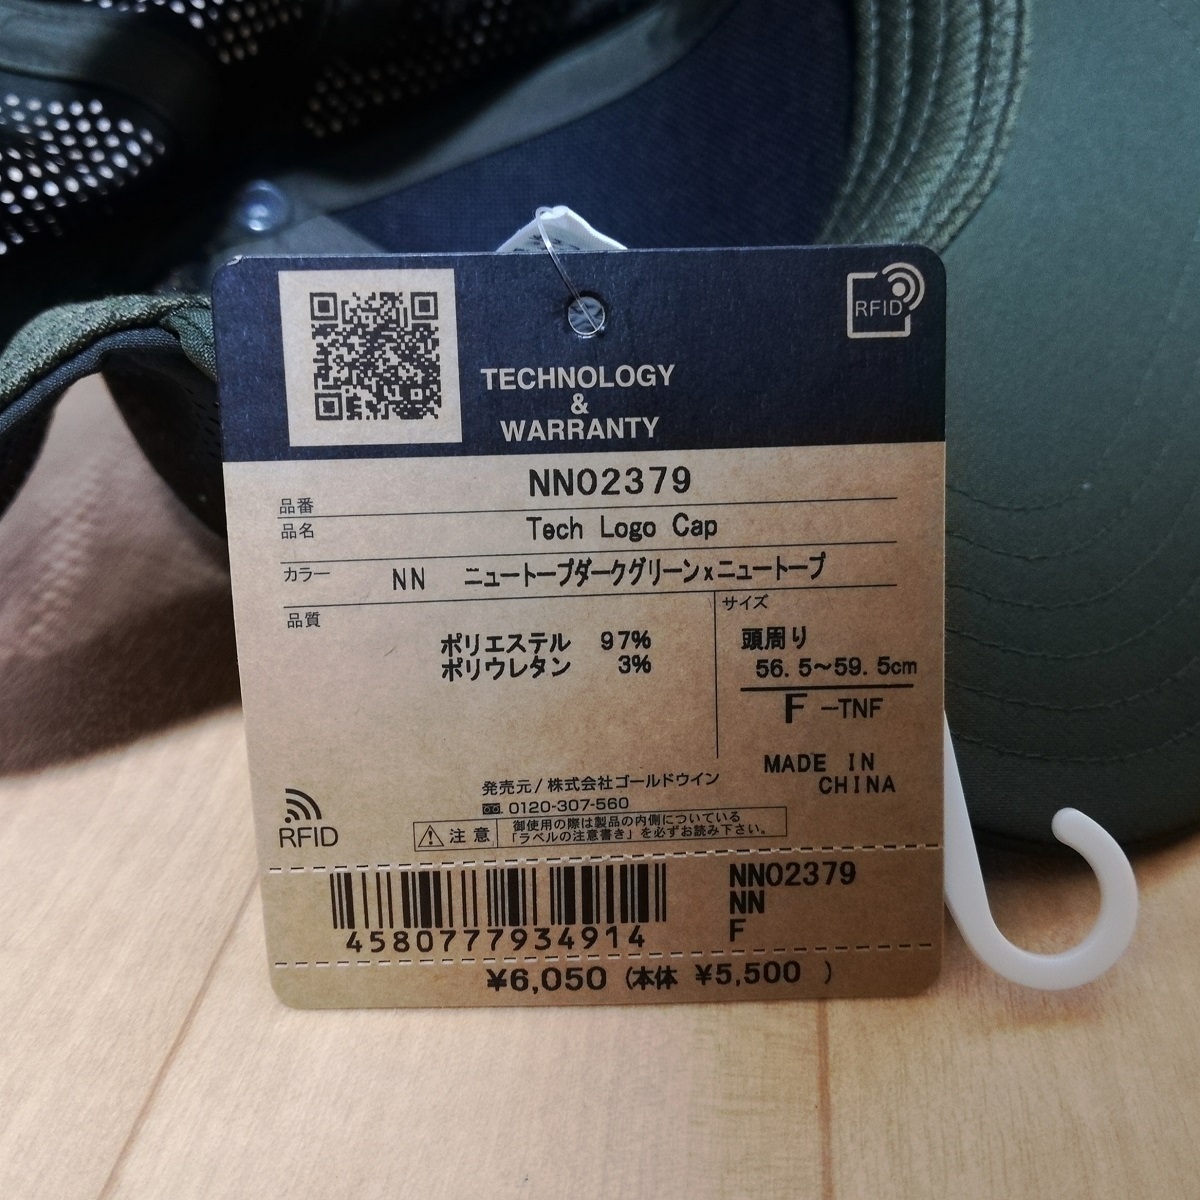 RFID
TECHNOLOGY
&
WARRANTY
品番 NN02379
品名 Tech Logo Cap
カラー NN ニュートープダークグリーンxニュートープ
品質
ポリエステル 97%
ポリウレタン 3%
サイズ
頭周り
56.5~59.5cm
F -TNF
MADE IN
CHINA
発売元/株式会社ゴールドウイン
0120-307-560
RFID
注意 御使用の際は製品の内側についている
「ラベルの注意書き」を必ずお読み下さい。
4580777934914
NN02379
NN
F
¥6,050 (本体 ¥5,500 )